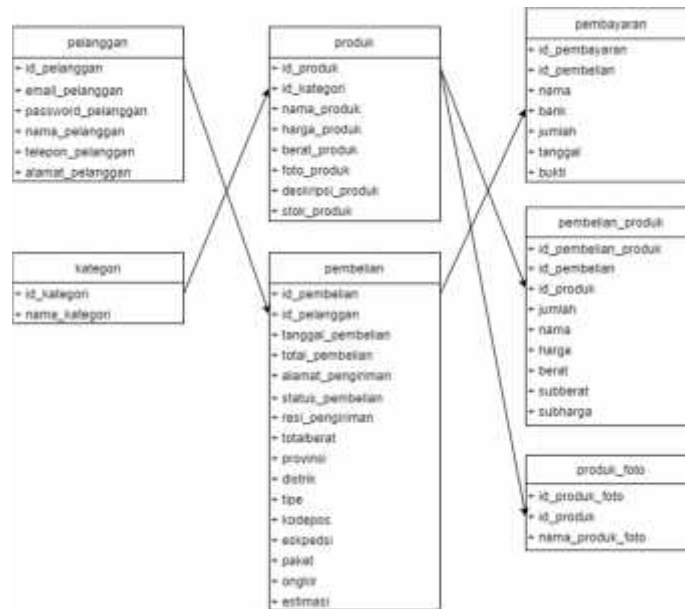 pelanggan
+ id_pelanggan
+ email_pelanggan
+ password_pelanggan
+ nama_pelanggan
+ telepon_pelanggan
+ alamat_pelanggan
kategori
+ id_kategori
+ nama_kategori
produk
+ id_produk
+ id_kategori
+ nama_produk
+ harga_produk
+ berat_produk
+ foto_produk
+ deskripsi_produk
+ stok_produk
pembelian
+ id_pembelian
+ id_pelanggan
+ tanggal_pembelian
+ total_pembelian
+ alamat_pengiriman
+ status_pembelian
+ resi_pengiriman
+ totalberat
+ provinsi
+ distrik
+ tipe
+ kodepos
+ eskpedsi
+ paket
+ ongkir
+ estimasi
pembayaran
+ id_pembayaran
+ id_pembelian
+ nama
+ bank
+ jumlah
+ tanggal
+ bukti
pembelian_produk
+ id_pembelian_produk
+ id_pembelian
+ id_produk
+ jumlah
+ nama
+ harga
+ berat
+ subberat
+ subharga
produk_foto
+ id_produk_foto
+ id_produk
+ nama_produk_foto